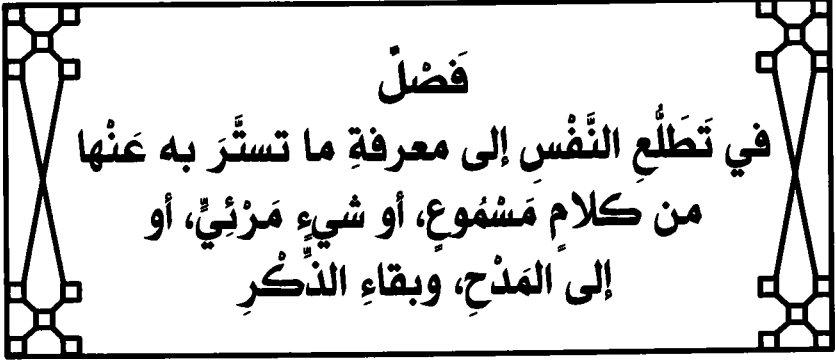 فَصْلٌ
في تَطَلُّعِ النَّفْسِ إلى معرفةِ ما تستَّرَ به عَنْها
من كلامٍ مَسْمُوعٍ، أو شيءٍ مَرْئِيٍّ، أو
إلى المَدْحِ، وبقاءِ الذِّكْرِ